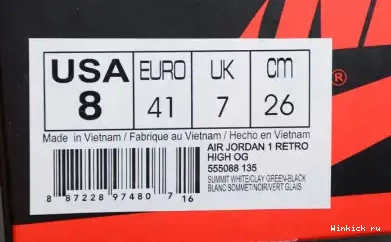 USA EURO UK cm
8 41 7 26
Made in Vietnam / Fabrique au Vietnam / Hecho en Vietnam
AIR JORDAN 1 RETRO
HIGH OG
555088 135
SUMMIT WHITE/CLAY GREEN-BLACK
BLANC SOMMET/NOIR/VERT GLAIS
8 87228 97480 7 16
®
Winkick ru